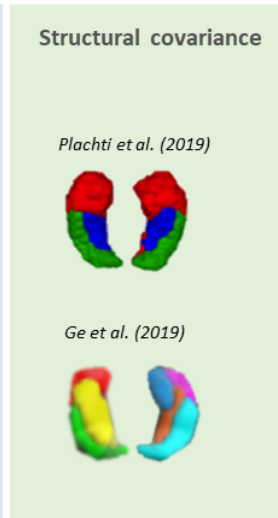 Structural covariance
Plachti et al. (2019)
Ge et al. (2019)